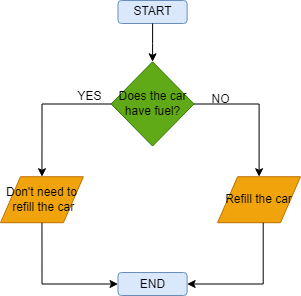 START
Does the car
have fuel?
YES
NO
Don't need to
refill the car
Refill the car
END